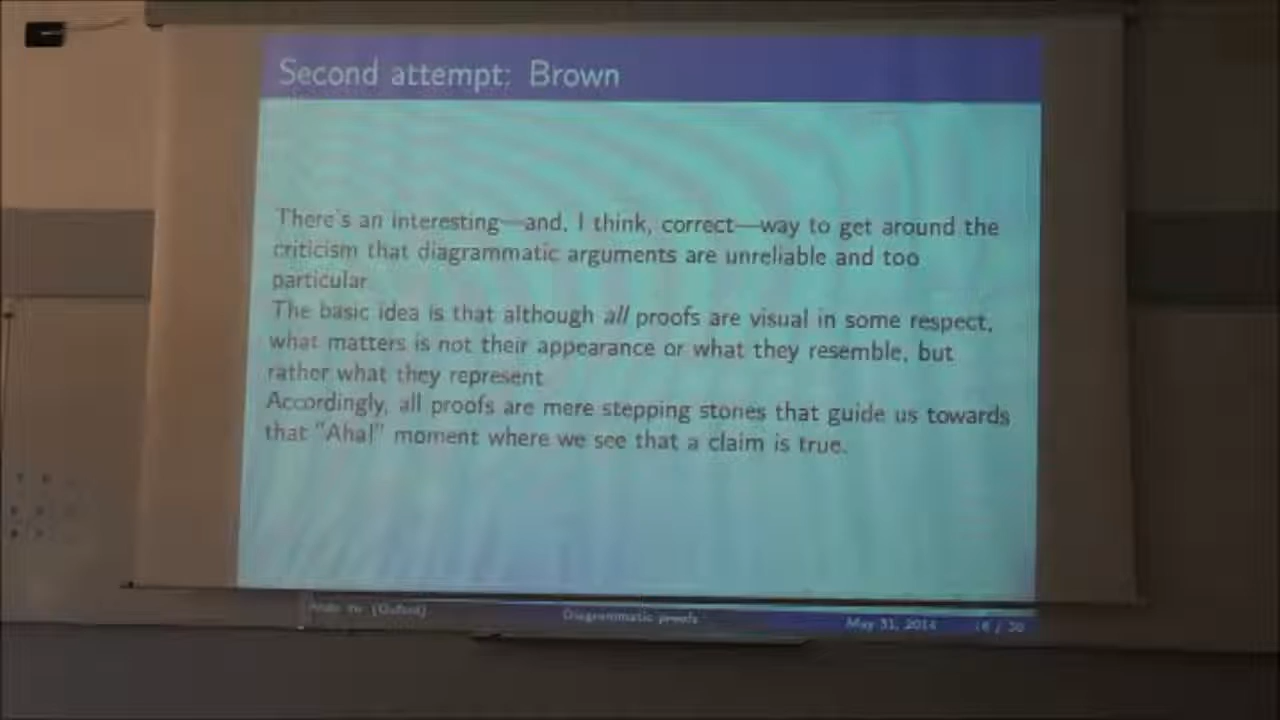 Second attempt: Brown
There's an interesting—and, I think, correct—way to get around the
criticism that diagrammatic arguments are unreliable and too
particular.
The basic idea is that although all proofs are visual in some respect,
what matters is not their appearance or what they resemble, but
rather what they represent.
Accordingly, all proofs are mere stepping stones that guide us towards
that "Aha!" moment where we see that a claim is true.
(Oxford)
Diagrammatic proofs
May 31, 2014
/ 30